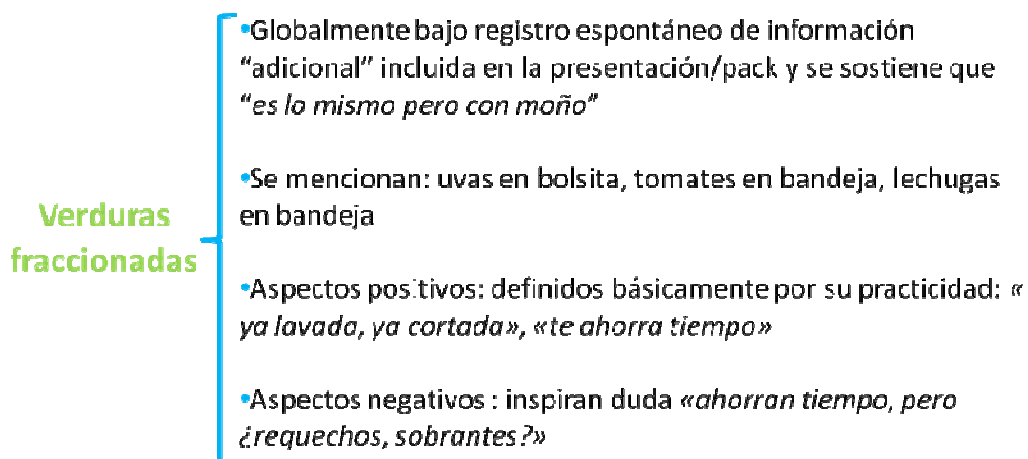 Verduras
fraccionadas
•Globalmente bajo registro espontáneo de información
“adicional” incluida en la presentación/pack y se sostiene que
“es lo mismo pero con moño”
•Se mencionan: uvas en bolsita, tomates en bandeja, lechugas
en bandeja
•Aspectos positivos: definidos básicamente por su practicidad: «
ya lavada, ya cortada», «te ahorra tiempo»
•Aspectos negativos : inspiran duda «ahorran tiempo, pero
¿requechos, sobrantes?»